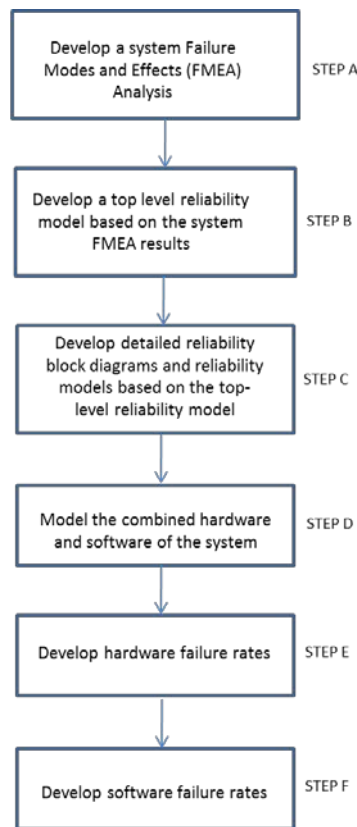 Develop a system Failure
Modes and Effects (FMEA)
Analysis
STEP A
Develop a top level reliability
model based on the system
FMEA results
STEP B
Develop detailed reliability
block diagrams and reliability
models based on the top-
level reliability model
STEP C
Model the combined hardware
and software of the system
STEP D
Develop hardware failure rates
STEP E
Develop software failure rates
STEP F